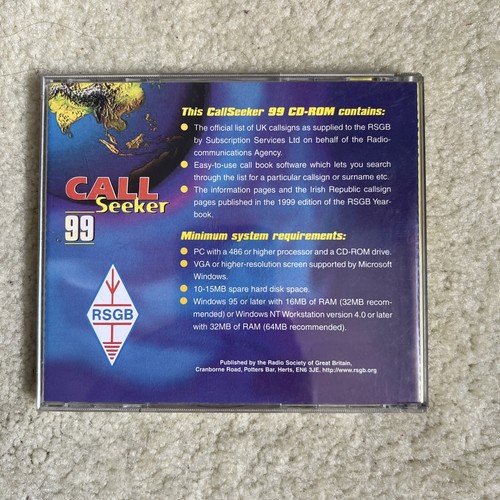 This CallSeeker 99 CD-ROM contains:
The official list of UK callsigns as supplied to the RSGB
by Subscription Services Ltd on behalf of the Radio-
communications Agency.
Easy-to-use call book software which lets you search
through the list for a particular callsign or surname etc.
The information pages and the Irish Republic callsign
pages published in the 1999 edition of the RSGB Year-
book.
CALL
Seeker
99
Minimum system requirements:
PC with a 486 or higher processor and a CD-ROM drive.
VGA or higher-resolution screen supported by Microsoft
Windows.
10-15MB spare hard disk space.
Windows 95 or later with 16MB of RAM (32MB recom-
mended) or Windows NT Workstation version 4.0 or later
with 32MB of RAM (64MB recommended).
RSGB
Published by the Radio Society of Great Britain,
Cranborne Road, Potters Bar, Herts, EN6 3JE. http://www.rsgb.org